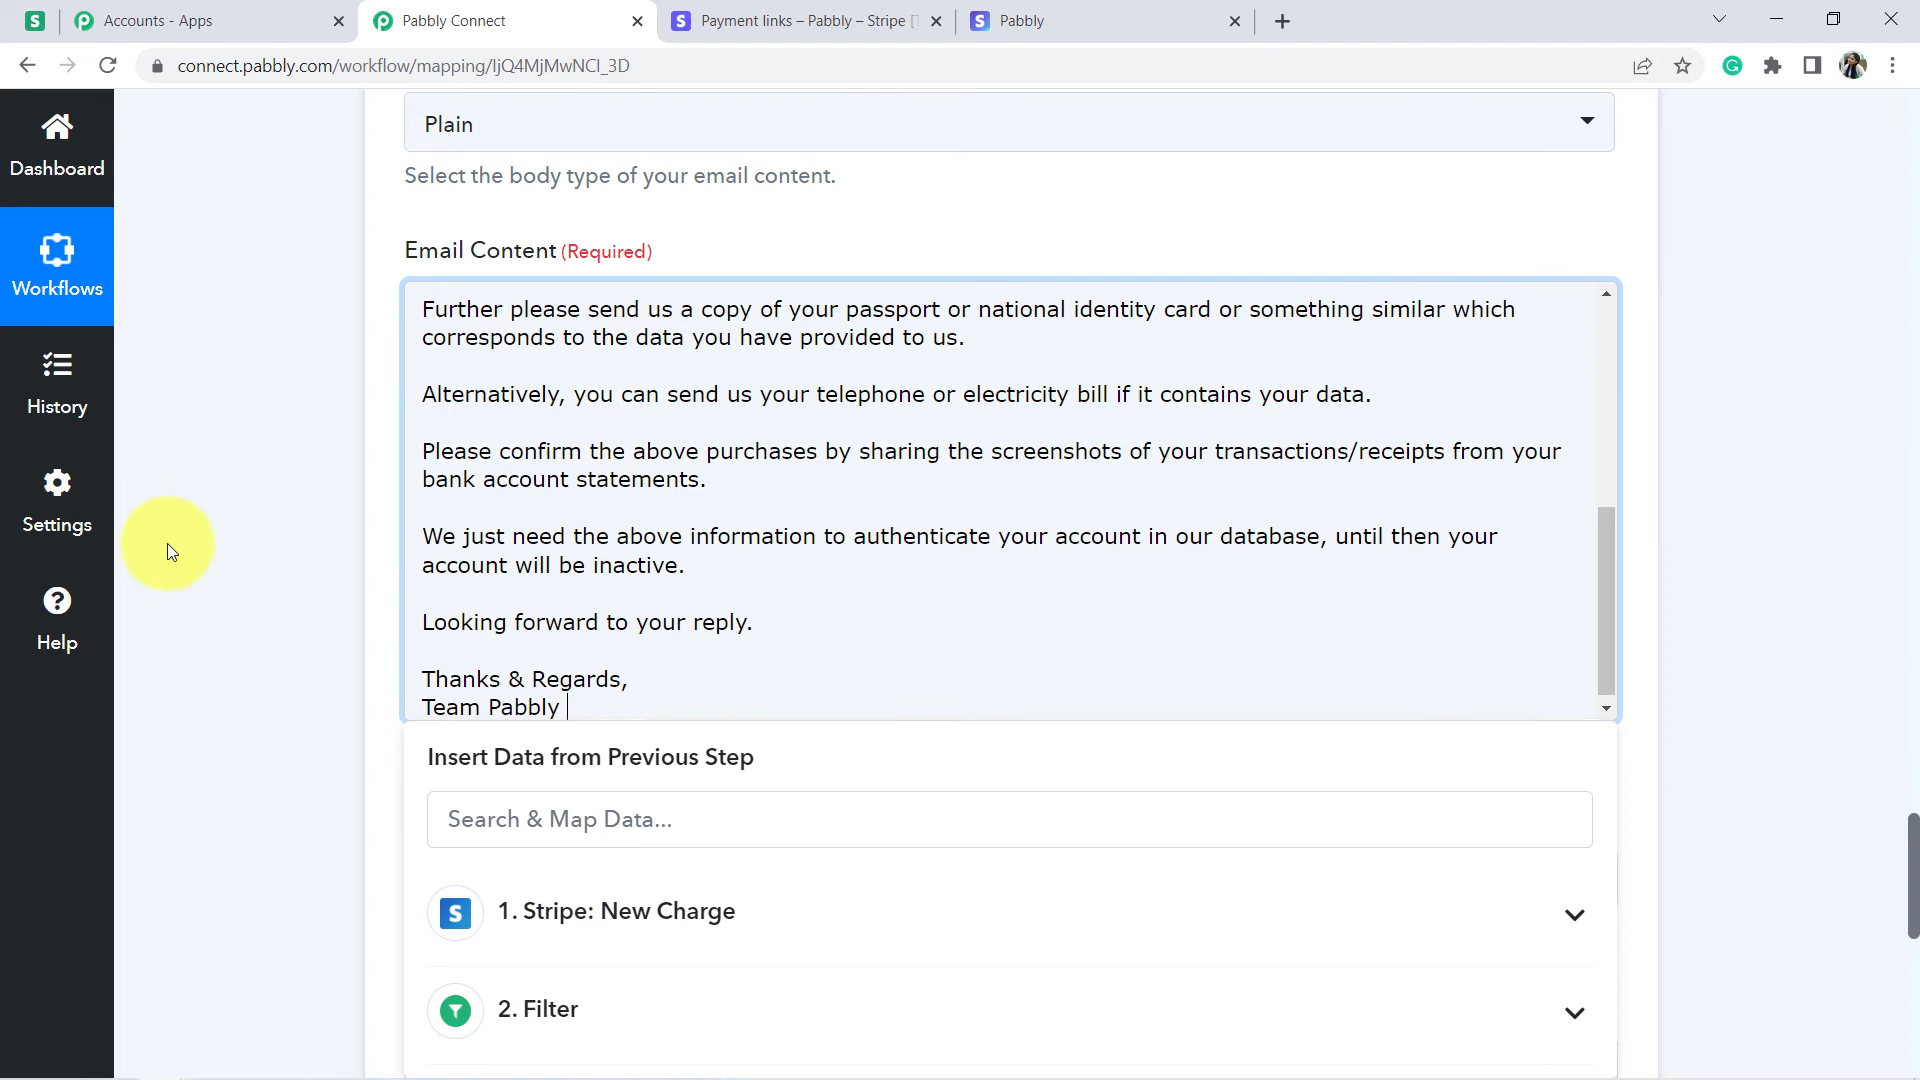 Accounts - Apps
Pabbly Connect
Payment links – Pabbly – Stripe [
Pabbly
connect.pabbly.com/workflow/mapping/IjQ4MjMwNCI_3D
Dashboard
Workflows
History
Settings
Help
Plain
Select the body type of your email content.
Email Content (Required)
Further please send us a copy of your passport or national identity card or something similar which
corresponds to the data you have provided to us.
Alternatively, you can send us your telephone or electricity bill if it contains your data.
Please confirm the above purchases by sharing the screenshots of your transactions/receipts from your
bank account statements.
We just need the above information to authenticate your account in our database, until then your
account will be inactive.
Looking forward to your reply.
Thanks & Regards,
Team Pabbly
Insert Data from Previous Step
Search & Map Data...
1. Stripe: New Charge
2. Filter